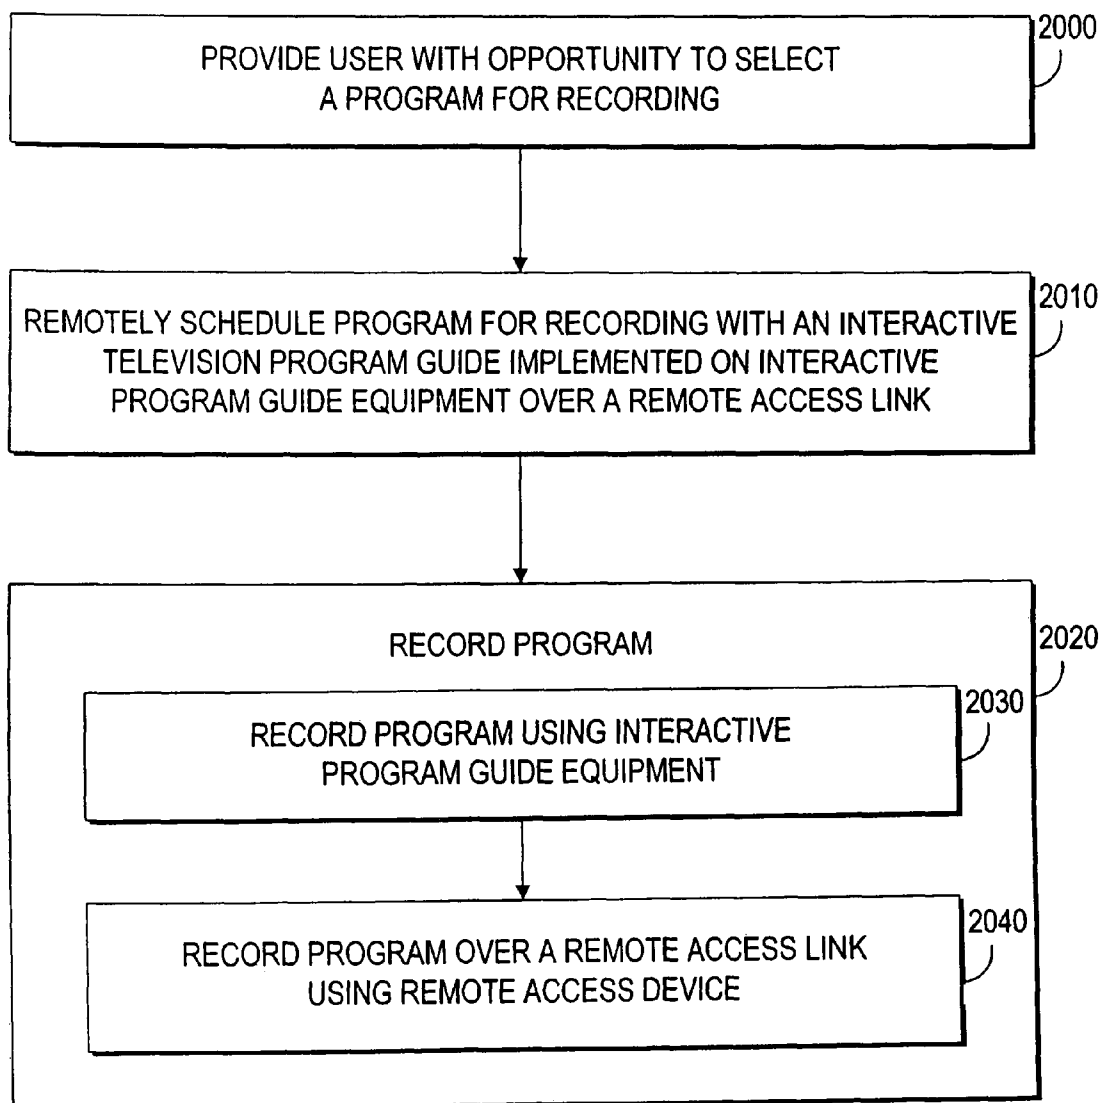 2000
PROVIDE USER WITH OPPORTUNITY TO SELECT
A PROGRAM FOR RECORDING
2010
REMOTELY SCHEDULE PROGRAM FOR RECORDING WITH AN INTERACTIVE
TELEVISION PROGRAM GUIDE IMPLEMENTED ON INTERACTIVE
PROGRAM GUIDE EQUIPMENT OVER A REMOTE ACCESS LINK
2020
RECORD PROGRAM
2030
RECORD PROGRAM USING INTERACTIVE
PROGRAM GUIDE EQUIPMENT
2040
RECORD PROGRAM OVER A REMOTE ACCESS LINK
USING REMOTE ACCESS DEVICE